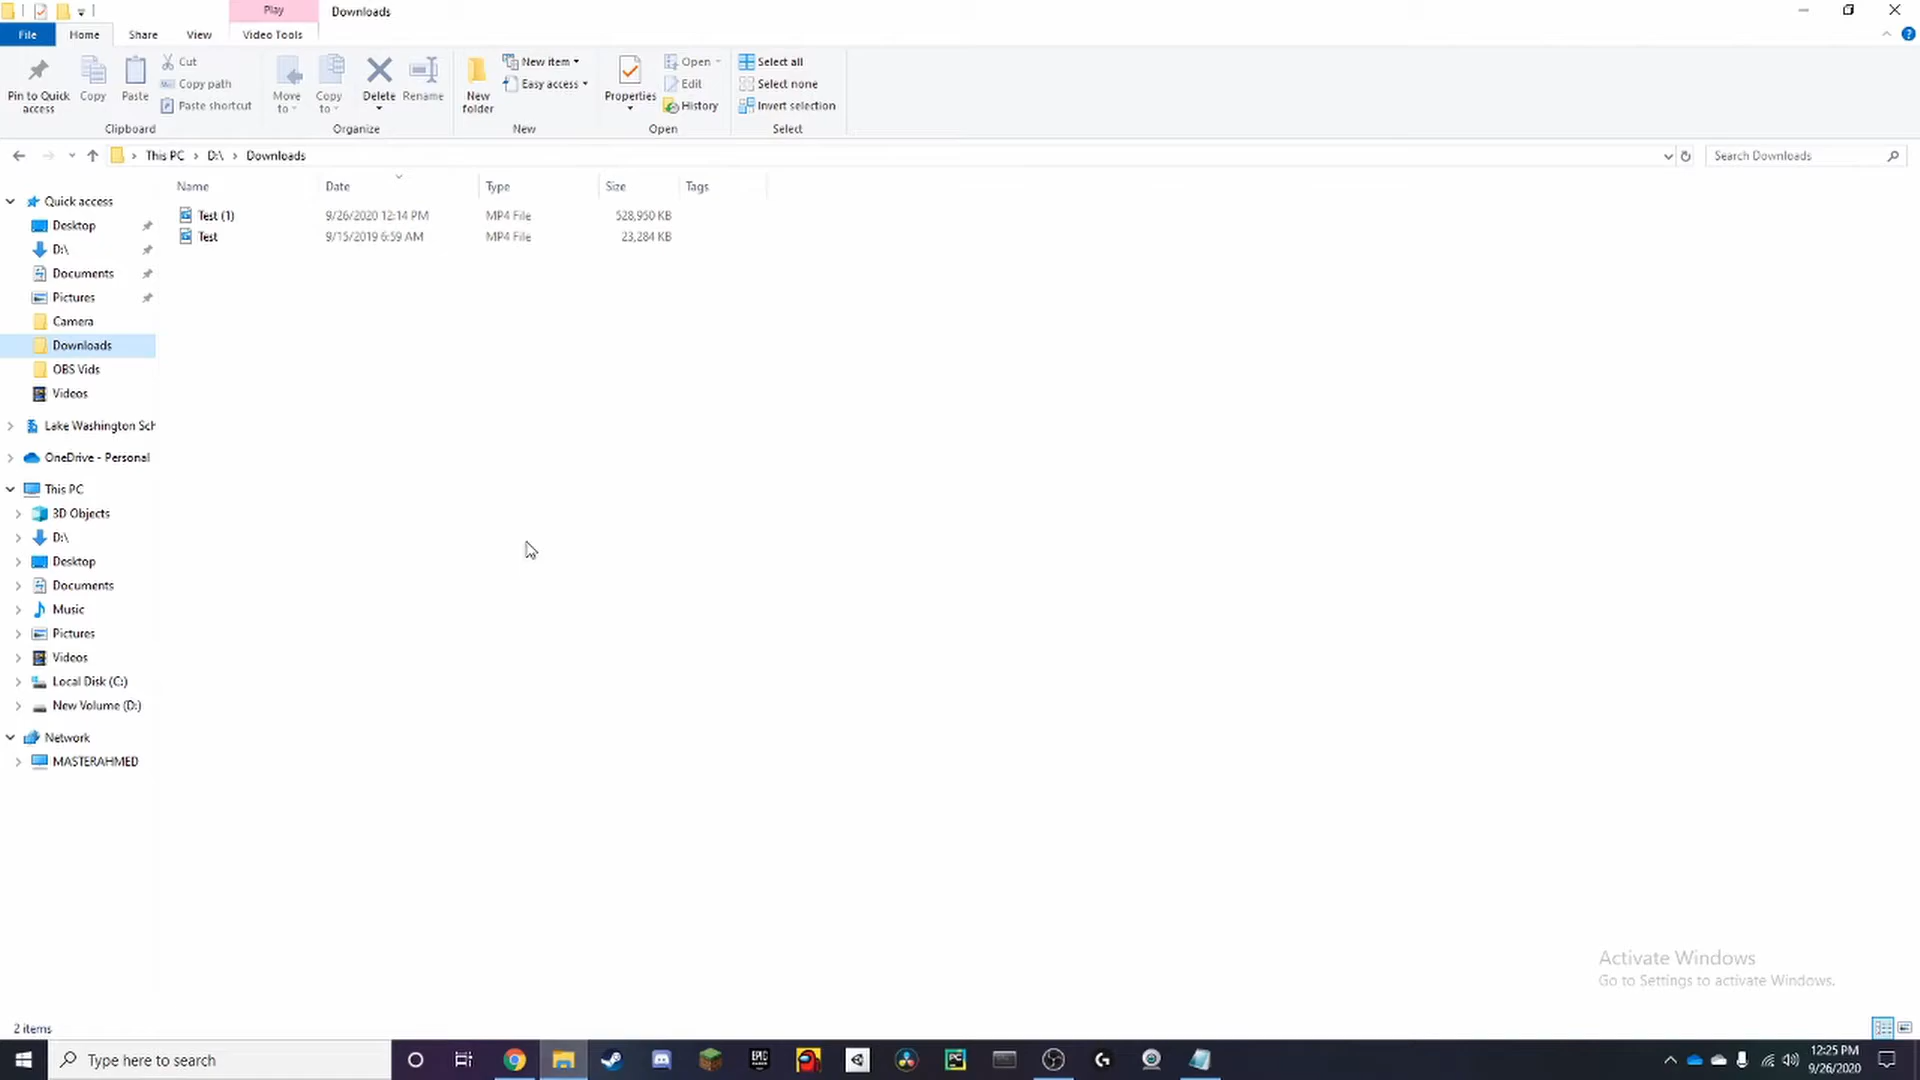 Play
Downloads
File
Home
Share
View
Video Tools
Pin to Quick access
Copy
Paste
Cut
Copy path
Paste shortcut
Clipboard
Move to
Copy to
Delete
Rename
Organize
New folder
New item
Easy access
New
Properties
Open
Edit
History
Open
Select all
Select none
Invert selection
Select
This PC > D:\ > Downloads
Search Downloads
Name Date Type Size Tags
Test (1) 9/26/2020 12:14 PM MP4 File 528,950 KB
Test 9/15/2019 6:59 AM MP4 File 23,284 KB
Quick access
Desktop
D:\
Documents
Pictures
Camera
Downloads
OBS Vids
Videos
Lake Washington Sch
OneDrive - Personal
This PC
3D Objects
D:\
Desktop
Documents
Music
Pictures
Videos
Local Disk (C:)
New Volume (D:)
Network
MASTERAHMED
Activate Windows
Go to Settings to activate Windows.
2 items
Type here to search
EPIC
PC
12:25 PM
9/26/2020